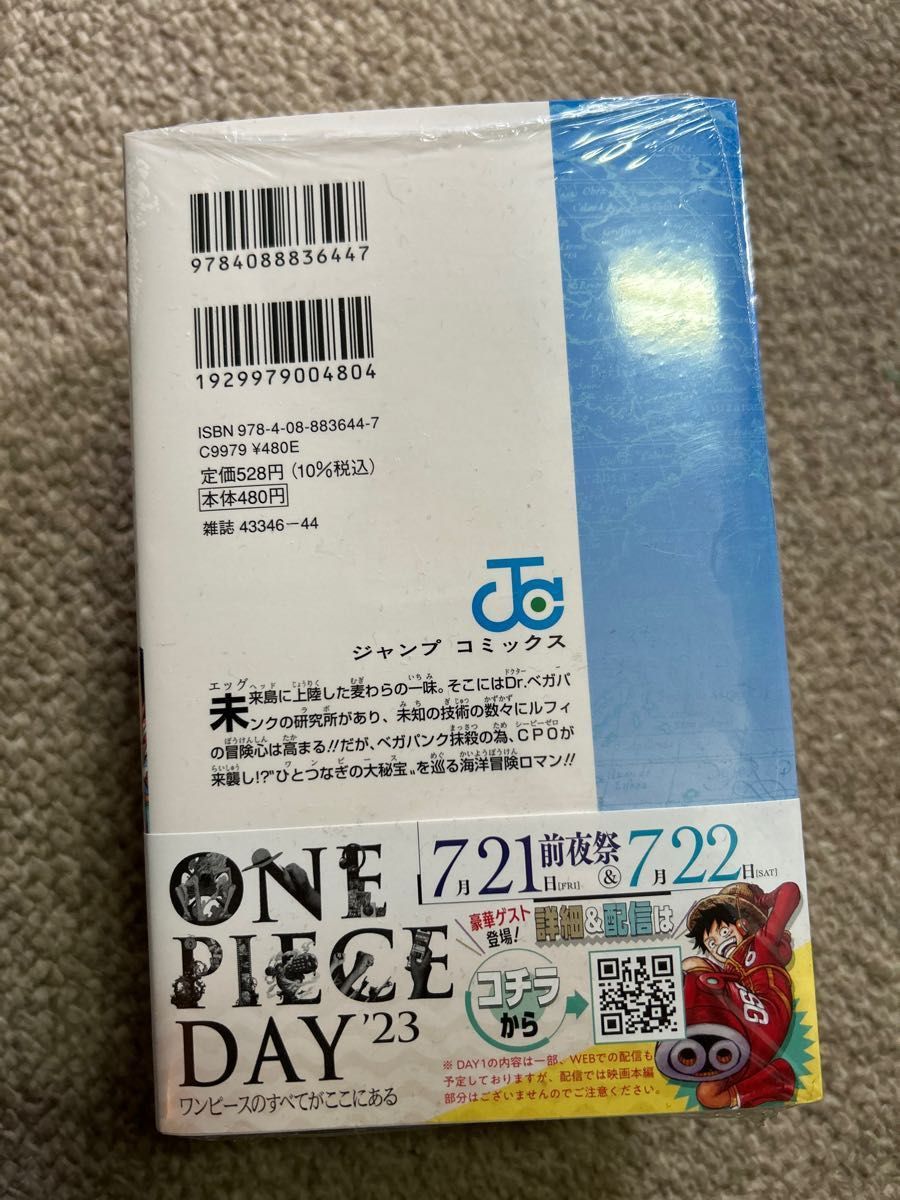 9784088836447
1929979004804
ISBN 978-4-08-883644-7
C9979 ¥480E
定価528円(10%税込)
本体480円
雑誌 43346-44
ジャンプ コミックス
未来島に上陸した麦わらの一味。そこにはDr.ベガパ
ンクの研究所があり、未知の技術の数々にルフィ
の冒険心は高まる!!だが、ベガパンク抹殺の為、CP0が
来襲し!?"ひとつなぎの大秘宝"を巡る海洋冒険ロマン!!
ONE
PIECE
DAY'23
ワンピースのすべてがここにある
7月21日[FRI]前夜祭&7月22日[SAT]
豪華ゲスト
登場!
詳細&配信は
コチラ
から
※ DAY1の内容は一部、WEBでの配信も
予定しておりますが、配信では映画本編
部分はございませんのでご注意ください。